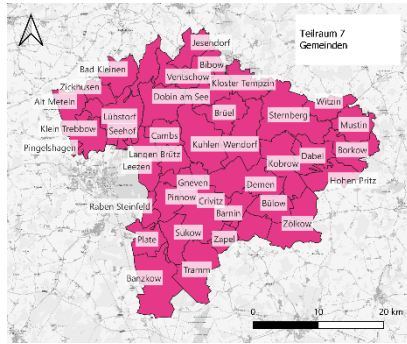 Teilraum 7
Gemeinden
Jesendorf
Bibow
Bad Kleinen
Ventschow
Zickhusen
Kloster Tempzin
Dobin am See
Alt Meteln
Witzin
Lübstorf
Brüel
Sternberg
Klein Trebbow
Seehof
Mustin
Cambs
Pingelshagen
Kuhlen-Wendorf
Borkow
Langen Brütz
Dabel
Kobrow
Leezen
Hohen Pritz
Gneven
Demen
Pinnow
Crivitz
Bülow
Raben Steinfeld
Barnin
Zölkow
Sukow
Plate
Zapel
Tramm
Banzkow
0
10
20 km